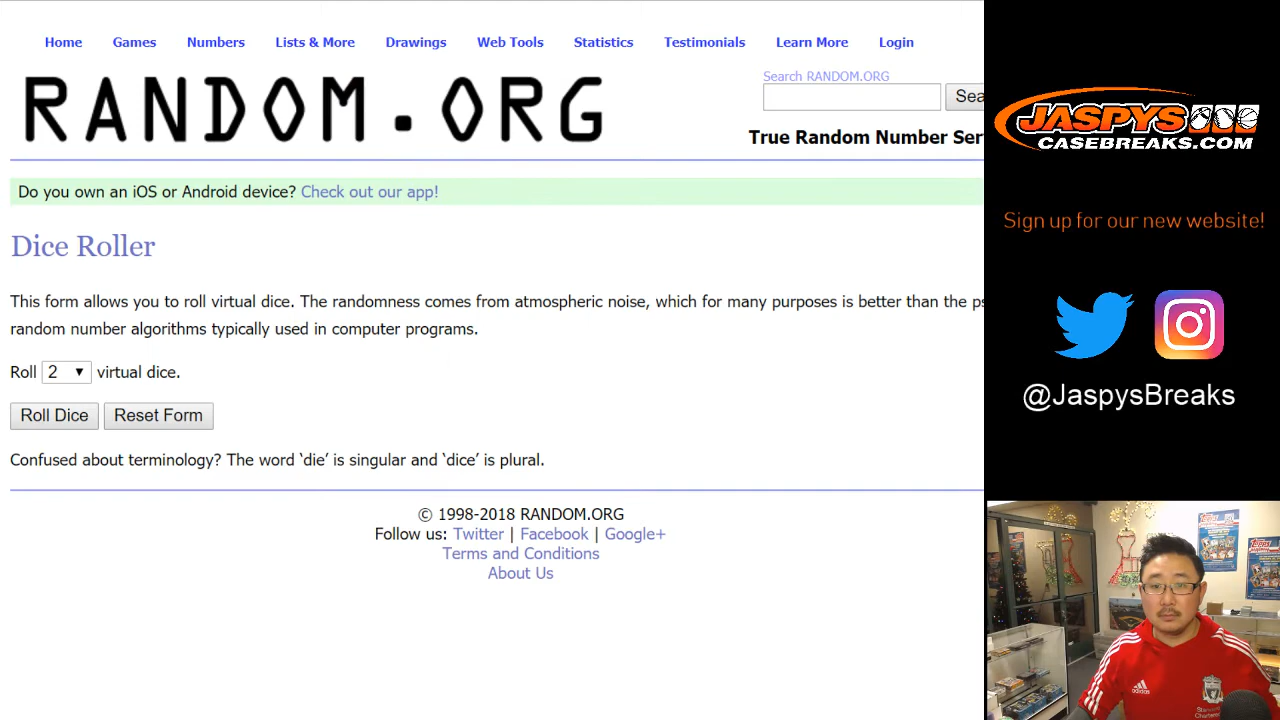 Home Games Numbers Lists & More Drawings Web Tools Statistics Testimonials Learn More Login
RANDOM.ORG
Search RANDOM.ORG
Sea
True Random Number Ser
Do you own an iOS or Android device? Check out our app!
Dice Roller
This form allows you to roll virtual dice. The randomness comes from atmospheric noise, which for many purposes is better than the ps
random number algorithms typically used in computer programs.
Roll 2 virtual dice.
Roll Dice Reset Form
Confused about terminology? The word ‘die’ is singular and ‘dice’ is plural.
© 1998-2018 RANDOM.ORG
Follow us: Twitter | Facebook | Google+
Terms and Conditions
About Us
JASPYS
CASEBREAKS.COM
Sign up for our new website!
@JaspysBreaks
Topps
Topps
adidas